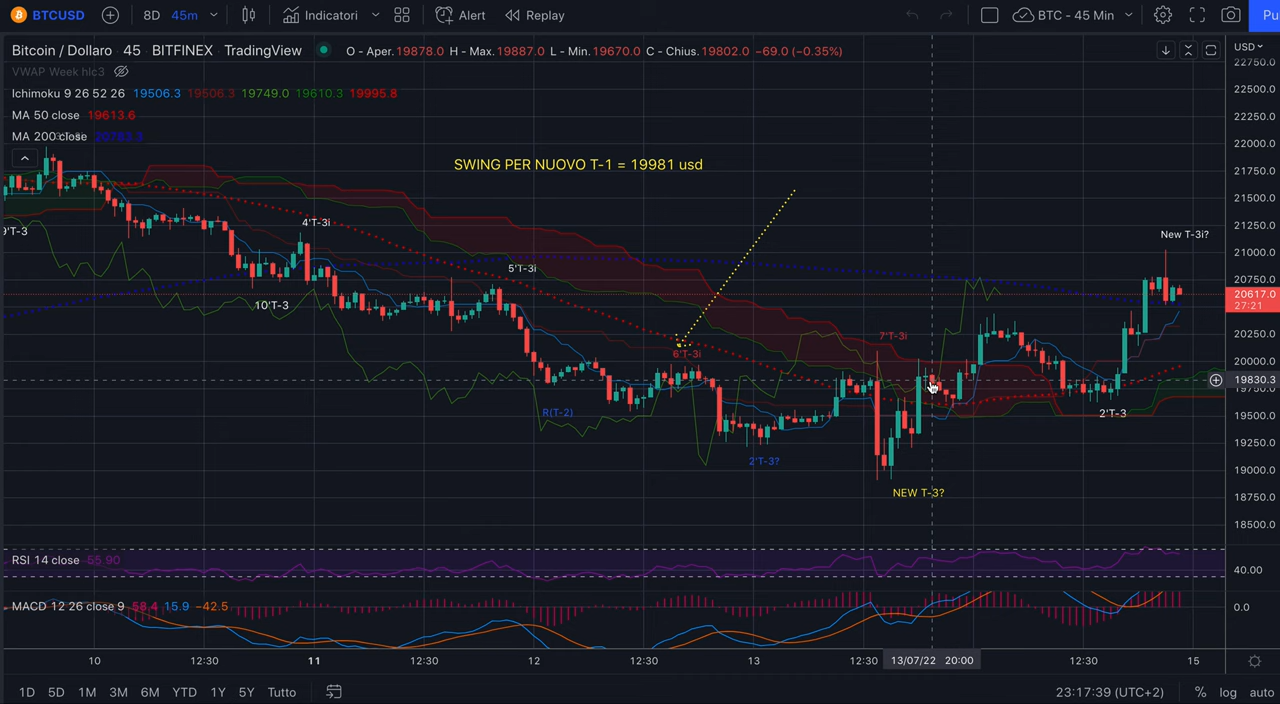 BTCUSD 8D 45m Indicatori Alert Replay BTC - 45 Min Pu
Bitcoin / Dollaro 45 BITFINEX TradingView O - Aper. 19878.0 H - Max. 19887.0 L - Min. 19670.0 C - Chius. 19802.0 −69.0 (−0.35%) USD
VWAP Week hlc3
Ichimoku 9 26 52 26 19506.3 19506.3 19749.0 19610.3 19995.8
MA 50 close 19613.6
MA 200 close
SWING PER NUOVO T-1 = 19981 usd
4'T-3i
9'T-3
New T-3i?
5'T-3i
10'T-3
7'T-3i
6'T-3i
R(T-2)
2'T-3
2'T-3?
NEW T-3?
22750.0
22500.0
22250.0
22000.0
21750.0
21500.0
21250.0
21000.0
20750.0
20617.0
27:21
20250.0
20000.0
19830.3
19500.0
19250.0
19000.0
18750.0
18500.0
RSI 14 close 55.90
40.00
MACD 12 26 close 9 58.4 15.9 −42.5
0.0
10 12:30 11 12:30 12 12:30 13 12:30 13/07/22 20:00 12:30 15
1D 5D 1M 3M 6M YTD 1Y 5Y Tutto 23:17:39 (UTC+2) % log auto